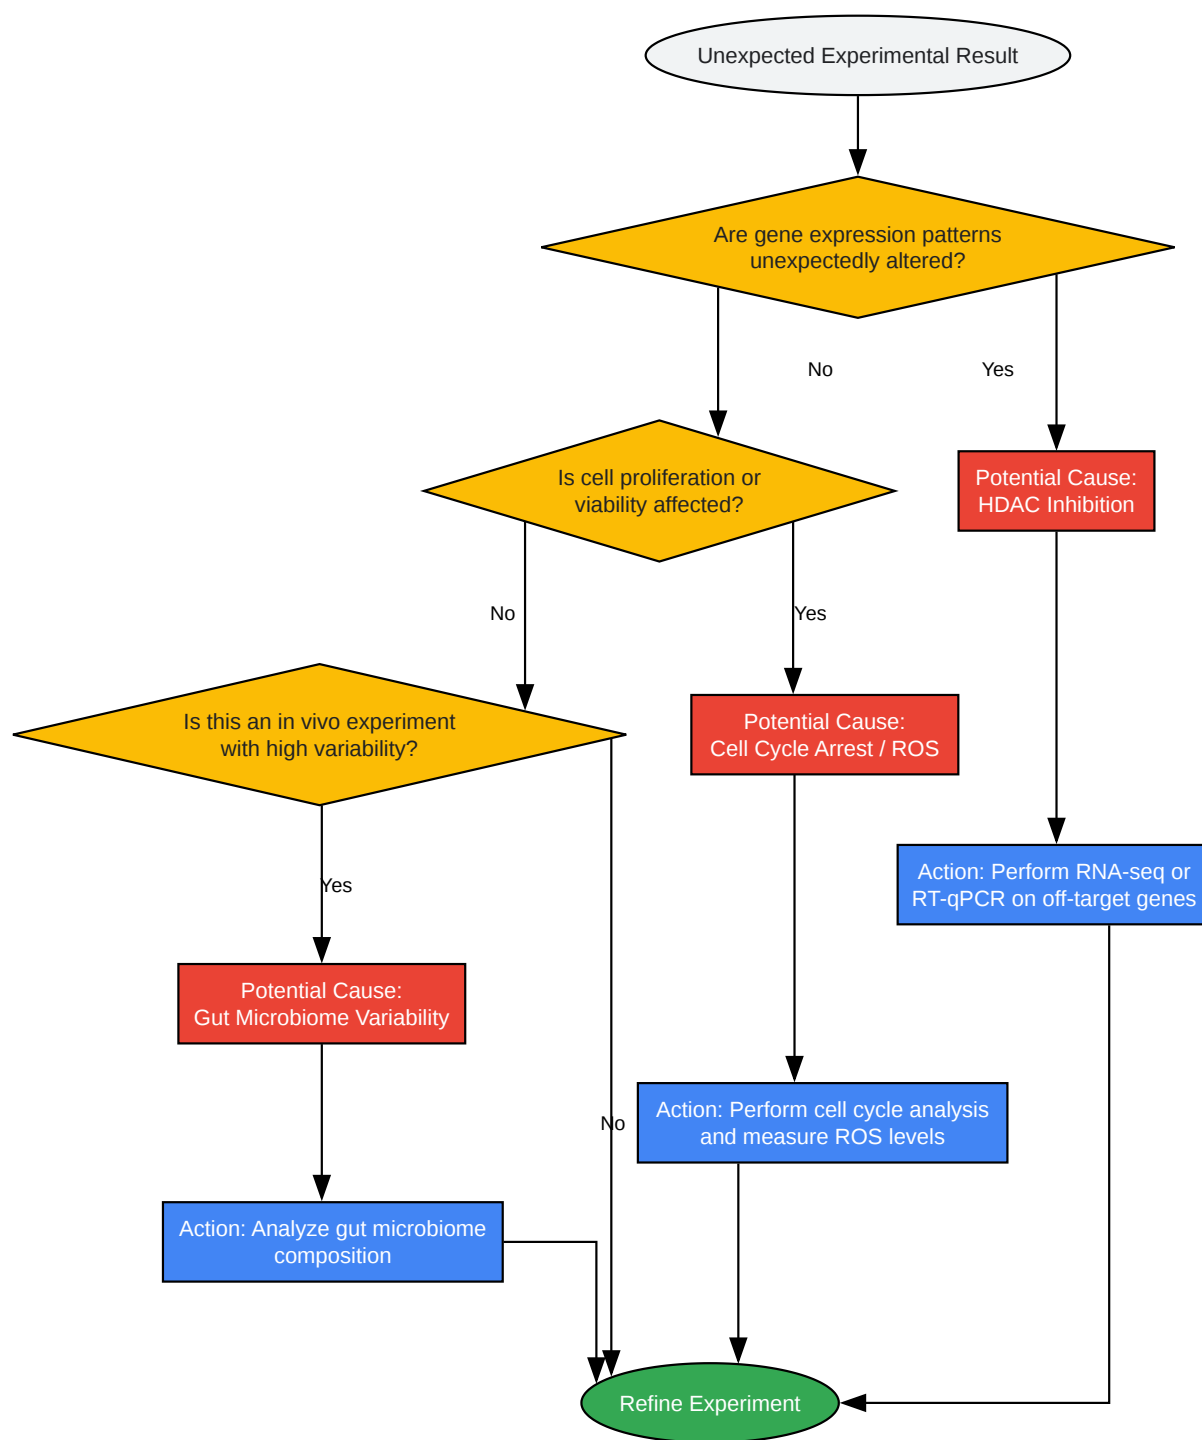 Unexpected Experimental Result
Are gene expression patterns
unexpectedly altered?
No
Yes
Is cell proliferation or
viability affected?
Potential Cause:
HDAC Inhibition
No
Yes
Is this an in vivo experiment
with high variability?
Potential Cause:
Cell Cycle Arrest / ROS
Yes
Action: Perform RNA-seq or
RT-qPCR on off-target genes
Potential Cause:
Gut Microbiome Variability
No
Action: Perform cell cycle analysis
and measure ROS levels
Action: Analyze gut microbiome
composition
Refine Experiment